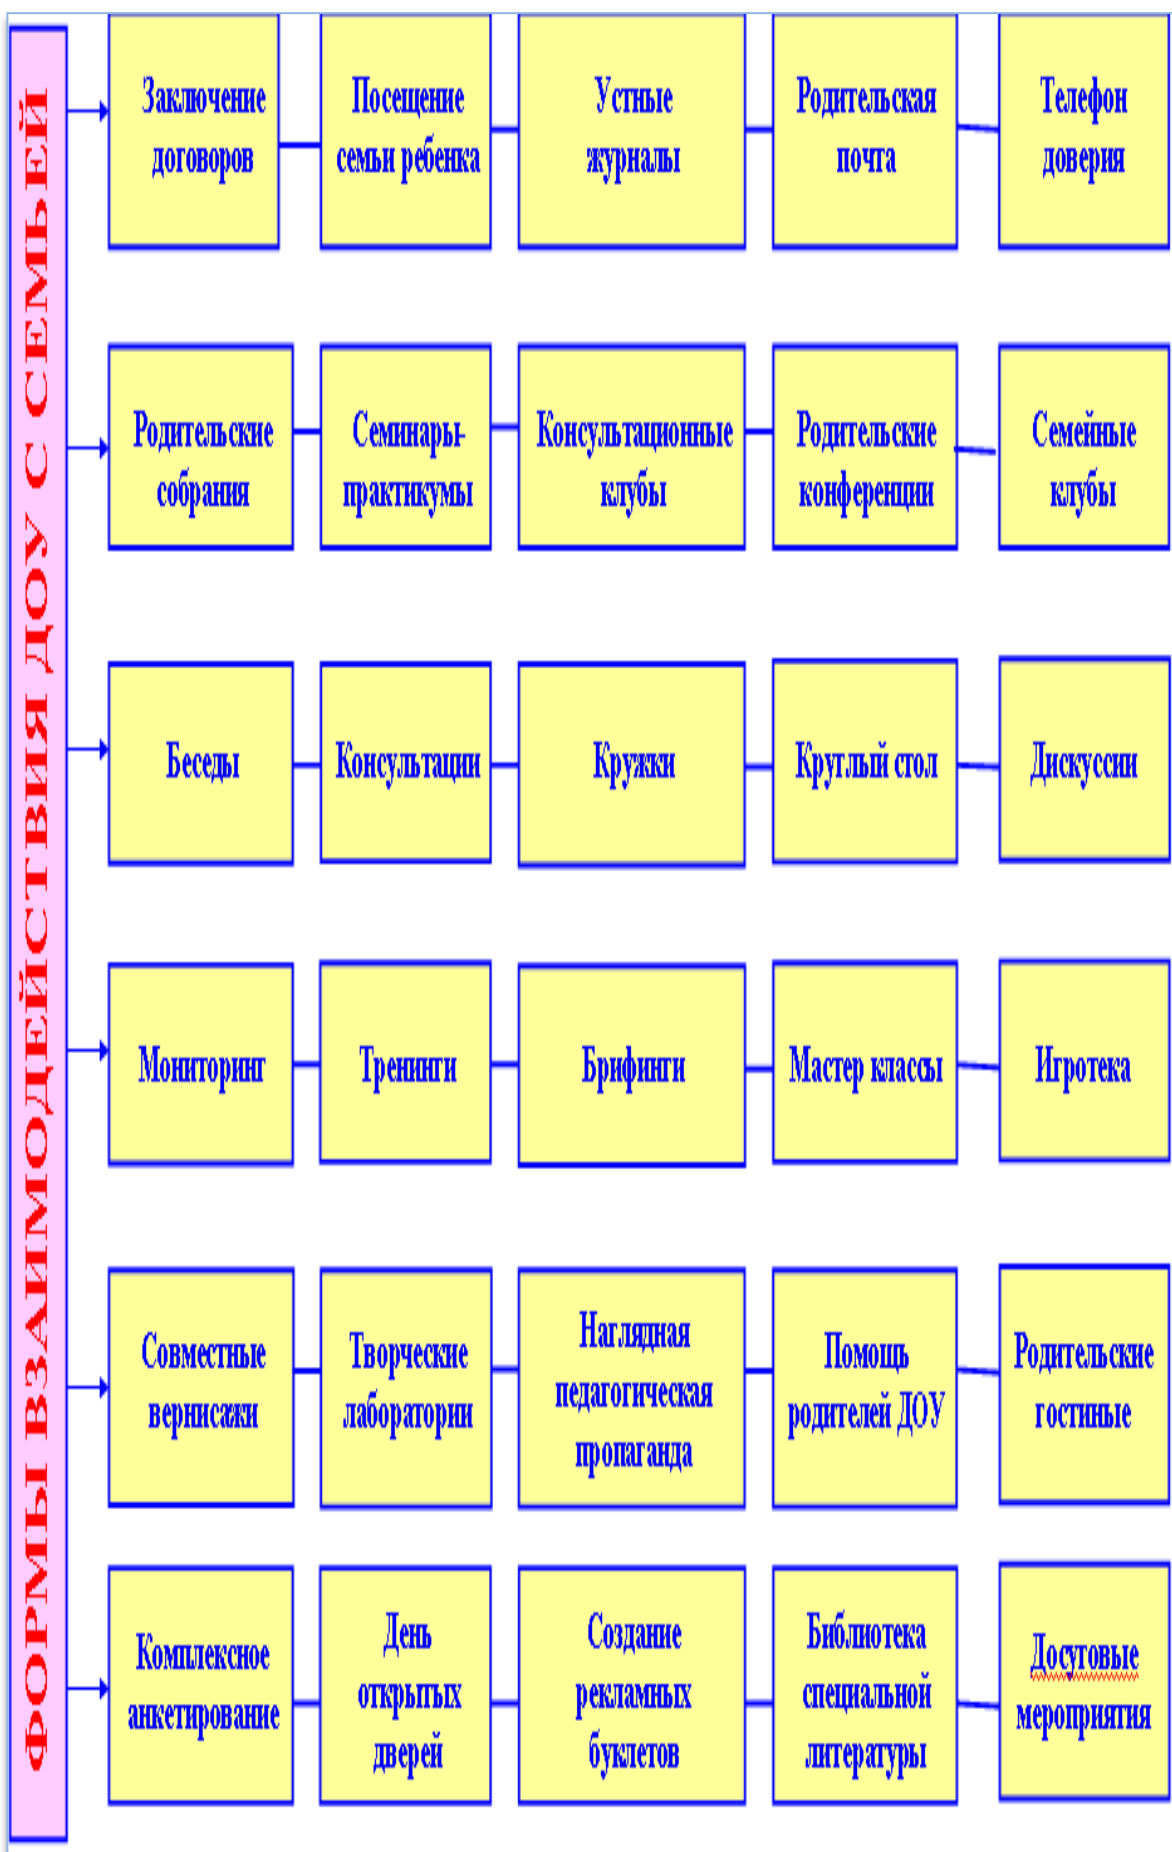 ФОРМЫ ВЗАИМОДЕЙСТВИЯ ДОУ С СЕМЬЕЙ
Заключение
договоров
Посещение
семьи ребенка
Устные
журналы
Родительская
почта
Телефон
доверия
Родительские
собрания
Семинары-
практикумы
Консультационные
клубы
Родительские
конференции
Семейные
клубы
Беседы
Консультации
Кружки
Круглый стол
Дискуссии
Мониторинг
Тренинги
Брифинги
Мастер классы
Игротека
Совместные
вернисажи
Творческие
лаборатории
Наглядная
педагогическая
пропаганда
Помощь
родителей ДОУ
Родительские
гостиные
Комплексное
анкетирование
День
открытых
дверей
Создание
рекламных
буклетов
Библиотека
специальной
литературы
Досуговые
мероприятия